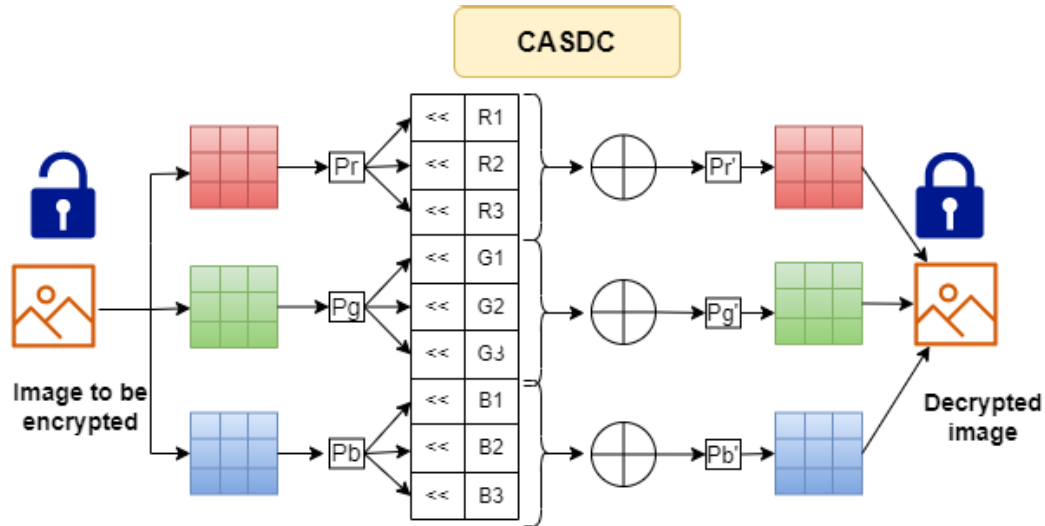 CASDC
<< R1
Pr << R2 Pr'
<< R3
<< G1
Pg << G2 Pg'
<< G3
Image to be
encrypted
<< B1
Pb << B2 Pb'
<< B3
Decrypted
image